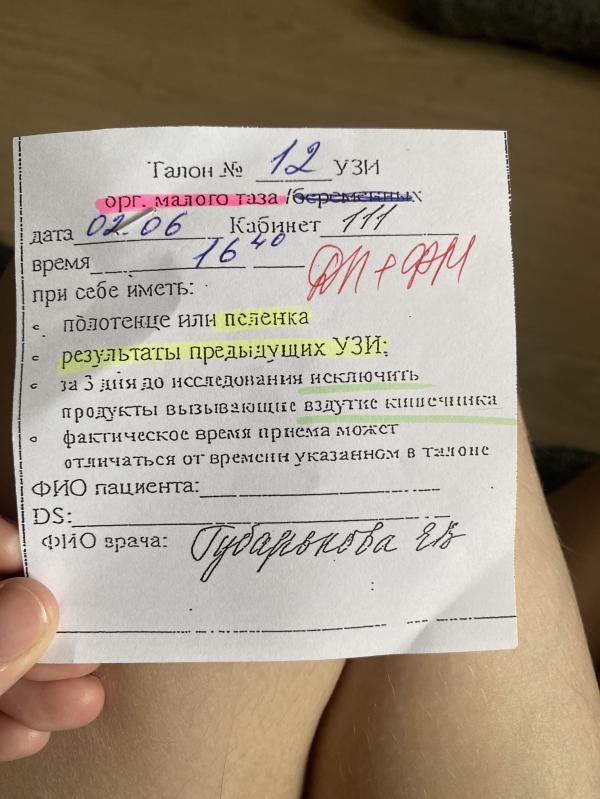 Талон № 12 УЗИ
орг. малого таза /беременных
дата 02.06 Кабинет 111
время 16 40
при себе иметь:
полотенце или пеленка
результаты предыдущих УЗИ;
за 3 дня до исследования исключить
продукты вызывающие вздутие кишечника
фактическое время приема может
отличаться от времени указанном в талоне
ФИО пациента:
DS:
ФИО врача: Губарькова ЕВ